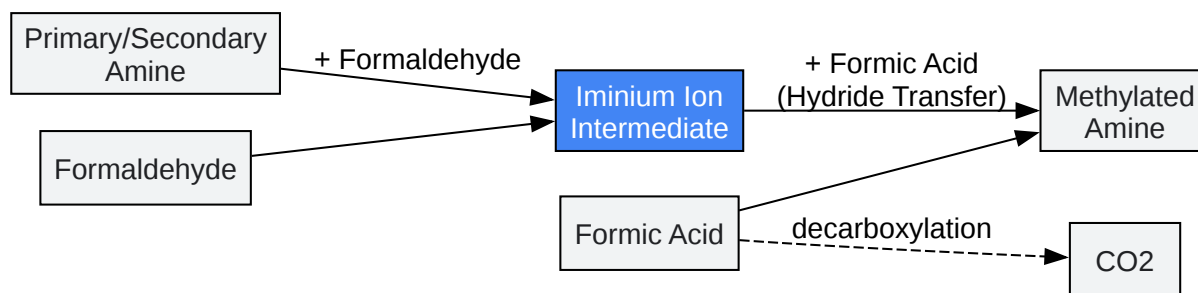 Primary/Secondary
Amine
+ Formaldehyde
Formaldehyde
Iminium Ion
Intermediate
+ Formic Acid
(Hydride Transfer)
Methylated
Amine
Formic Acid
decarboxylation
CO2